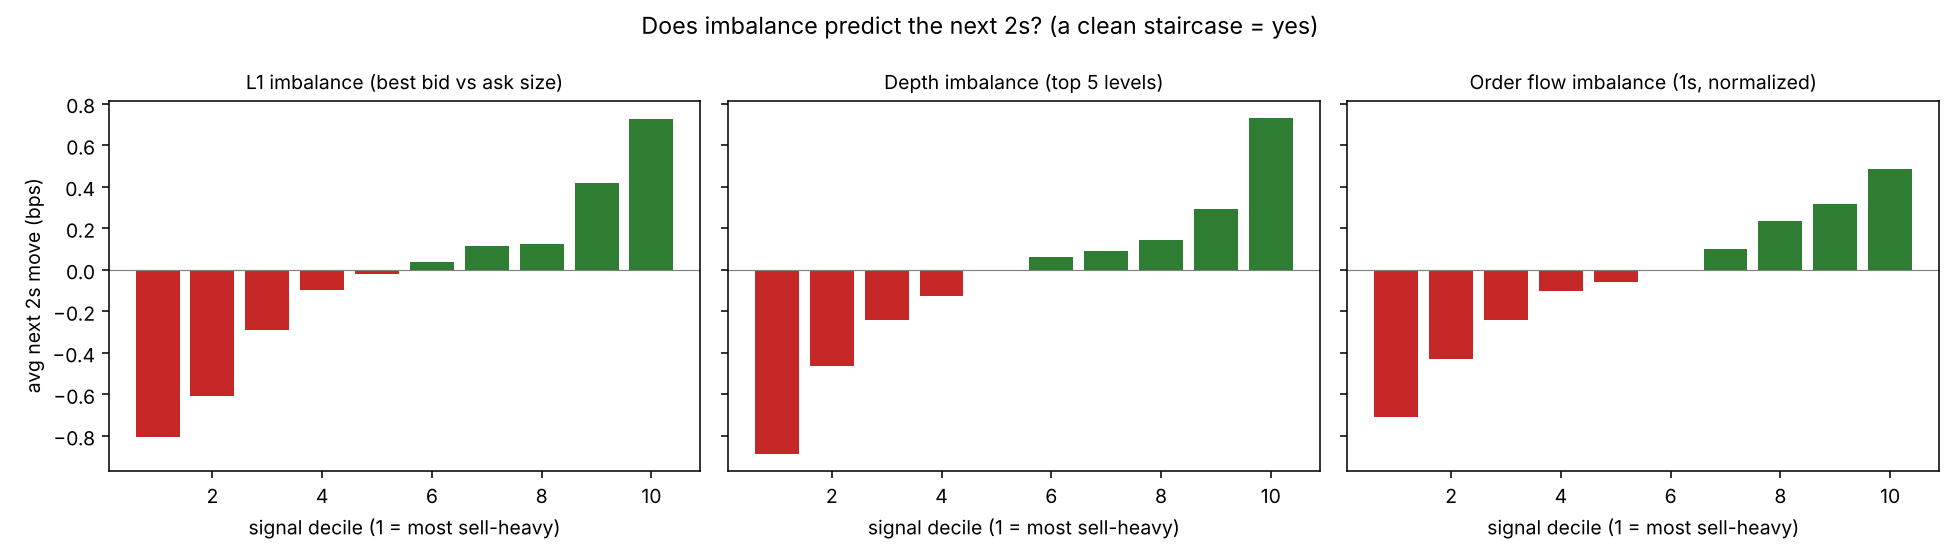 Does imbalance predict the next 2s? (a clean staircase = yes)
L1 imbalance (best bid vs ask size)
Depth imbalance (top 5 levels)
Order flow imbalance (1s, normalized)
avg next 2s move (bps)
0.8
0.6
0.4
0.2
0.0
−0.2
−0.4
−0.6
−0.8
2 4 6 8 10
2 4 6 8 10
2 4 6 8 10
signal decile (1 = most sell-heavy)
signal decile (1 = most sell-heavy)
signal decile (1 = most sell-heavy)